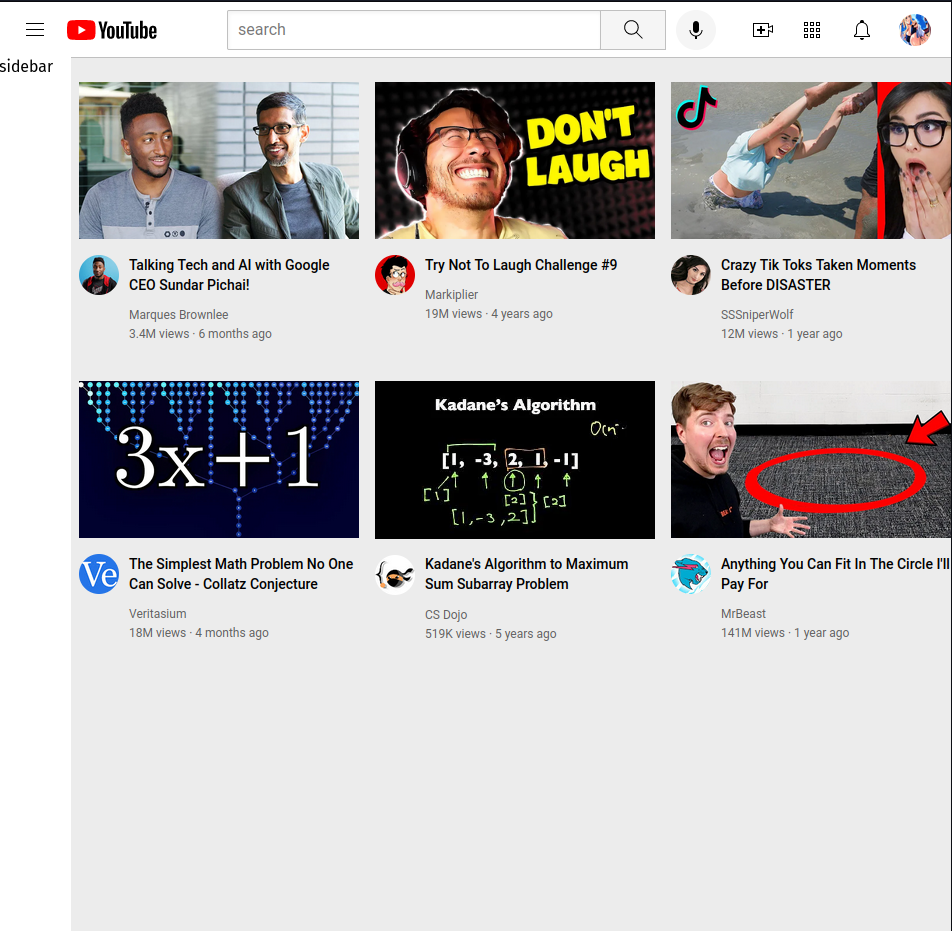 YouTube
search
sidebar
DON'T
LAUGH
Talking Tech and AI with Google
CEO Sundar Pichai!
Marques Brownlee
3.4M views · 6 months ago
Try Not To Laugh Challenge #9
Markiplier
19M views · 4 years ago
Crazy Tik Toks Taken Moments
Before DISASTER
SSSniperWolf
12M views · 1 year ago
3x+1
Kadane's Algorithm
[1, -3, 2, 1, -1]
[1]
[2]
[2]
[1,-3,2]
Ve
The Simplest Math Problem No One
Can Solve - Collatz Conjecture
Veritasium
18M views · 4 months ago
Kadane's Algorithm to Maximum
Sum Subarray Problem
CS Dojo
519K views · 5 years ago
Anything You Can Fit In The Circle I'll
Pay For
MrBeast
141M views · 1 year ago